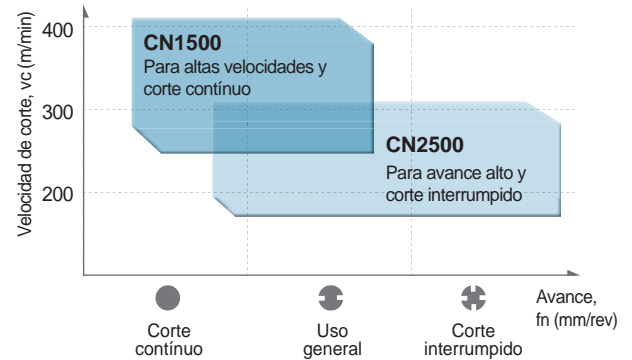 Velocidad de corte, vc (m/min)
400
300
200
CN1500
Para altas velocidades y
corte contínuo
CN2500
Para avance alto y
corte interrumpido
Corte
contínuo
Uso
general
Corte
interrumpido
Avance,
fn (mm/rev)